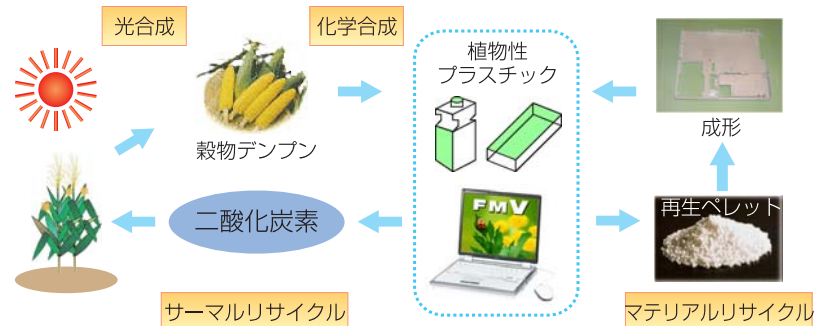 光合成
化学合成
植物性
プラスチック
穀物デンプン
成形
二酸化炭素
FMV
再生ペレット
サーマルリサイクル
マテリアルリサイクル